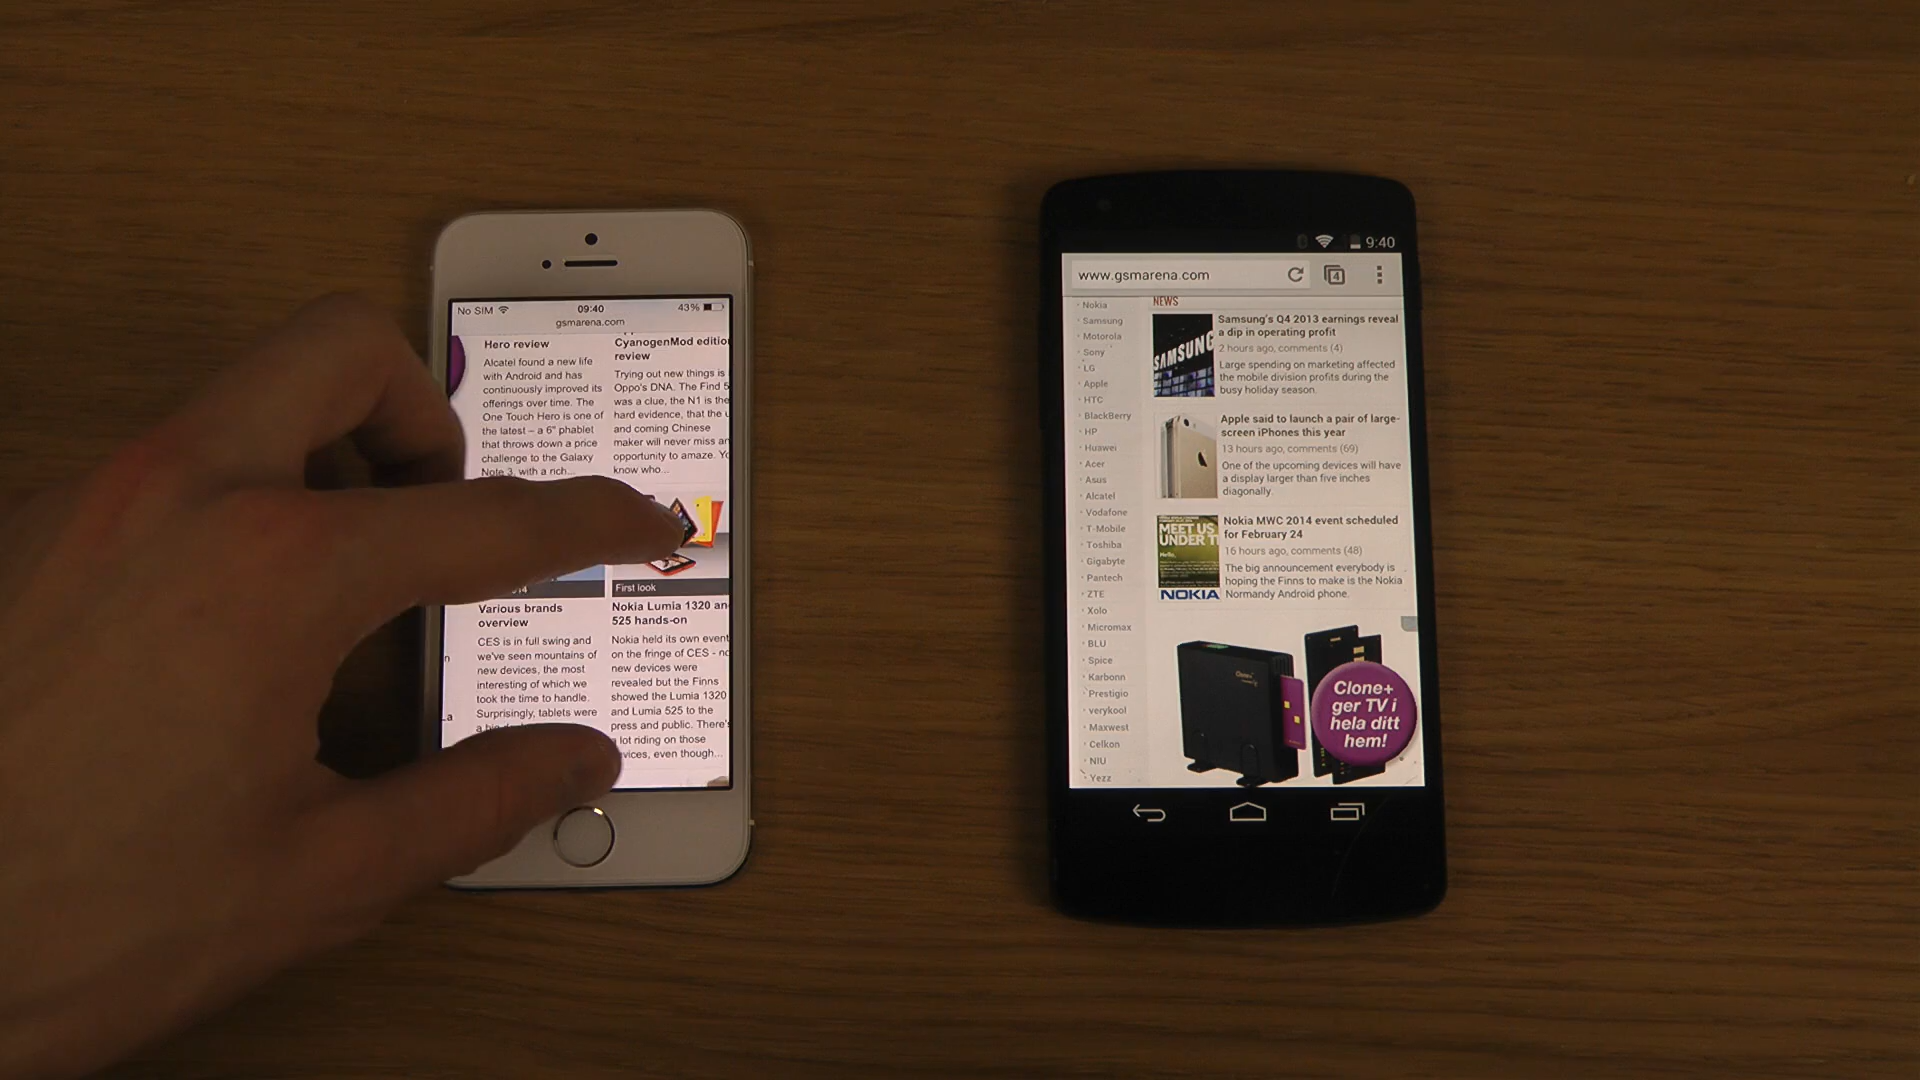 No SIM
09:40
43%
gsmarena.com
Hero review
Alcatel found a new life
with Android and has
continuously improved its
offerings over time. The
One Touch Hero is one of
the latest – a 6" phablet
that throws down a price
challenge to the Galaxy
Note 3, with a rich...
CyanogenMod edition
review
Trying out new things is
Oppo's DNA. The Find 5
was a clue, the N1 is the
hard evidence, that the u
and coming Chinese
maker will never miss an
opportunity to amaze. Yo
know who...
First look
14
Various brands
overview
CES is in full swing and
we've seen mountains of
new devices, the most
interesting of which we
took the time to handle.
Surprisingly, tablets were
Nokia Lumia 1320 an
525 hands-on
Nokia held its own event
on the fringe of CES - no
new devices were
revealed but the Finns
showed the Lumia 1320
and Lumia 525 to the
press and public. There's
lot riding on those
vices, even though...
n
La
9:40
www.gsmarena.com
4
Nokia
Samsung
Motorola
Sony
LG
Apple
HTC
BlackBerry
HP
Huawei
Acer
Asus
Alcatel
Vodafone
T-Mobile
Toshiba
Gigabyte
Pantech
ZTE
Xolo
Micromax
BLU
Spice
Karbonn
Prestigio
verykool
Maxwest
Celkon
NIU
Yezz
NEWS
SAMSUNG
Samsung's Q4 2013 earnings reveal
a dip in operating profit
2 hours ago, comments (4)
Large spending on marketing affected
the mobile division profits during the
busy holiday season.
Apple said to launch a pair of large-
screen iPhones this year
13 hours ago, comments (69)
One of the upcoming devices will have
a display larger than five inches
diagonally.
MEET US
UNDER T
Hello,
NOKIA
Nokia MWC 2014 event scheduled
for February 24
16 hours ago, comments (48)
The big announcement everybody is
hoping the Finns to make is the Nokia
Normandy Android phone.
Clone+
Clone+
ger TV i
hela ditt
hem!